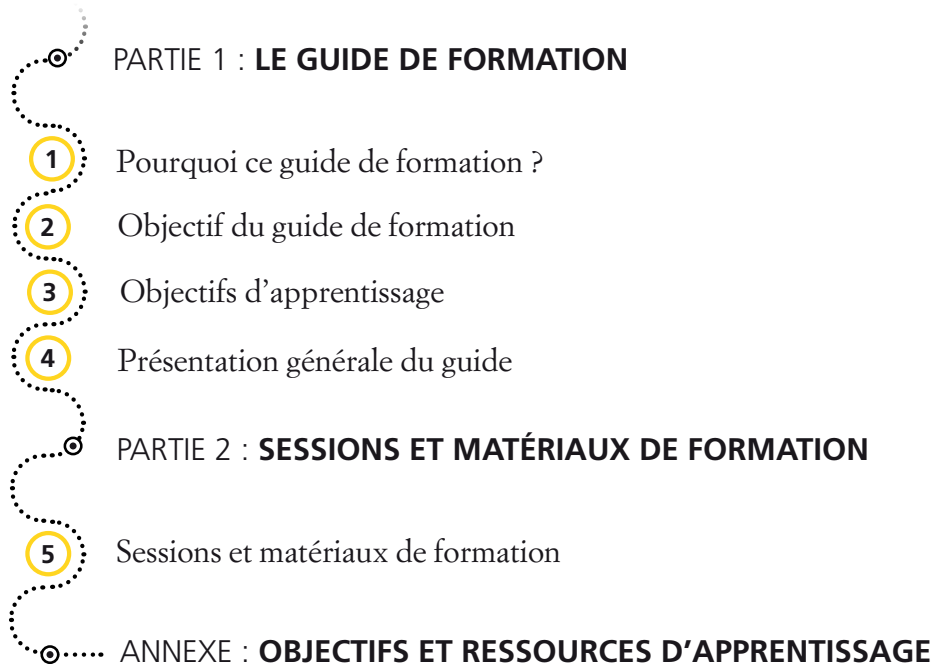 PARTIE 1 : LE GUIDE DE FORMATION
1 Pourquoi ce guide de formation ?
2 Objectif du guide de formation
3 Objectifs d’apprentissage
4 Présentation générale du guide
PARTIE 2 : SESSIONS ET MATÉRIAUX DE FORMATION
5 Sessions et matériaux de formation
ANNEXE : OBJECTIFS ET RESSOURCES D’APPRENTISSAGE